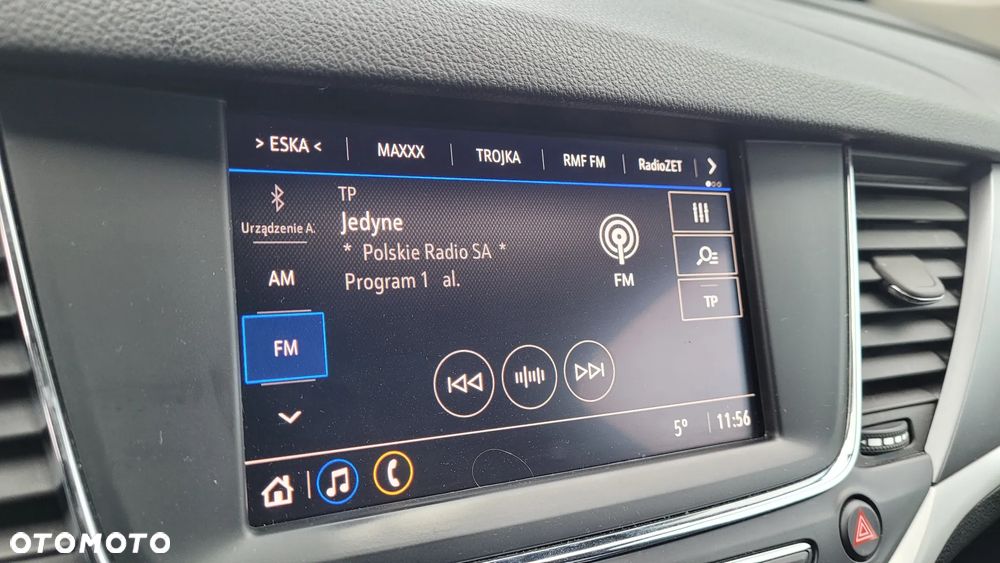 > ESKA < MAXXX TROJKA RMF FM RadioZET
Urządzenie A.
TP
Jedyne
* Polskie Radio SA *
Program 1 al.
AM
FM
FM
TP
5° 11:56
OTOMOTO